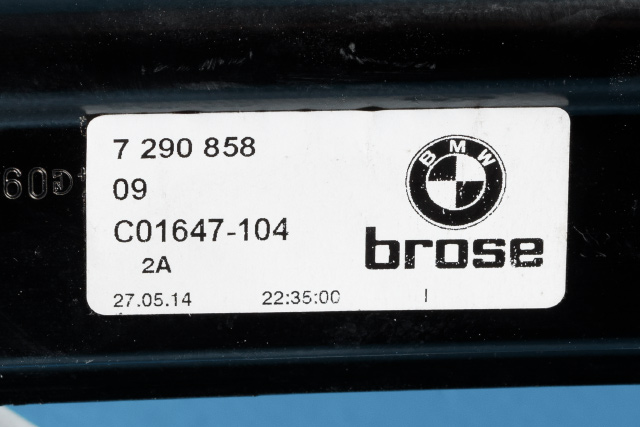 7 290 858
09
C01647-104
2A
27.05.14 22:35:00 I
BMW
brose